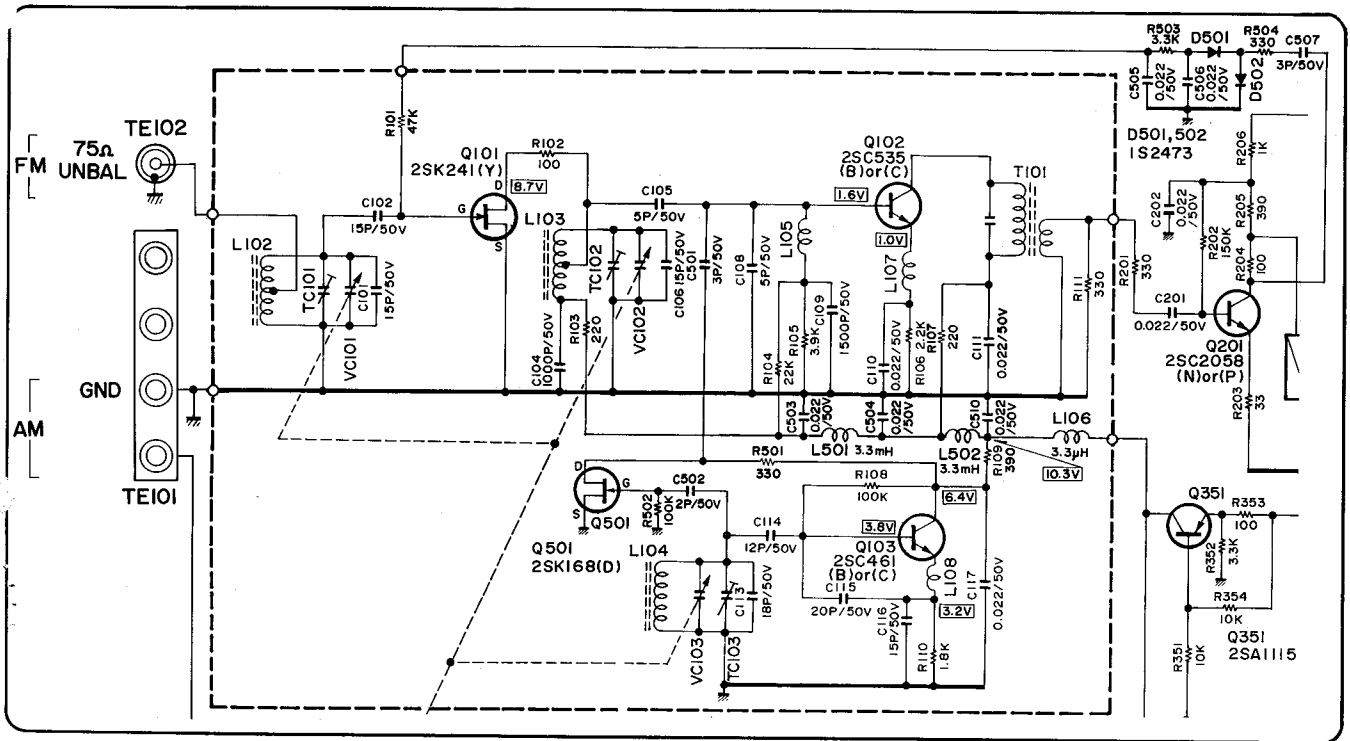 FM
75Ω
UNBAL
TE102
GND
AM
TE101
L102
TC101
VC101
C101
15P/50V
C102
15P/50V
R101
47K
Q101
2SK241(Y)
D
G
S
8.7V
R102
100
L103
TC102
VC102
C106 15P/50V
C104
1000P/50V
R103
220
C105
5P/50V
C501
3P/50V
C108
5P/50V
L105
R104
22K
R105
3.9K
C109
1500P/50V
Q102
2SC535
(B)or(C)
1.6V
1.0V
L107
C110
0.022/50V
R106 2.2K
R107
220
C111
0.022/50V
T101
R111
330
C503
0.022
/50V
C504
0.022
/50V
C510
0.022
/50V
L501 3.3mH
L502
3.3mH
R109
390
L106
3.3μH
10.3V
R501
330
D
G
S
Q501
Q501
2SK168(D)
R502
100K
C502
2P/50V
L104
VC103
TC103
C113
18P/50V
C114
12P/50V
R108
100K
6.4V
3.8V
Q103
2SC461
(B)or(C)
L108
3.2V
C115
20P/50V
C116
15P/50V
R110
1.8K
C117
0.022/50V
R503
3.3K
D501
R504
330
C507
3P/50V
C505
0.022
/50V
C506
0.022
/50V
D502
D501,502
1S2473
R206
1K
C202
0.022
/50V
R202
150K
R205
390
R204
100
R201
330
C201
0.022/50V
Q201
2SC2058
(N)or(P)
R203
33
Q351
R353
100
R352
3.3K
R354
10K
R351
10K
Q351
2SA1115